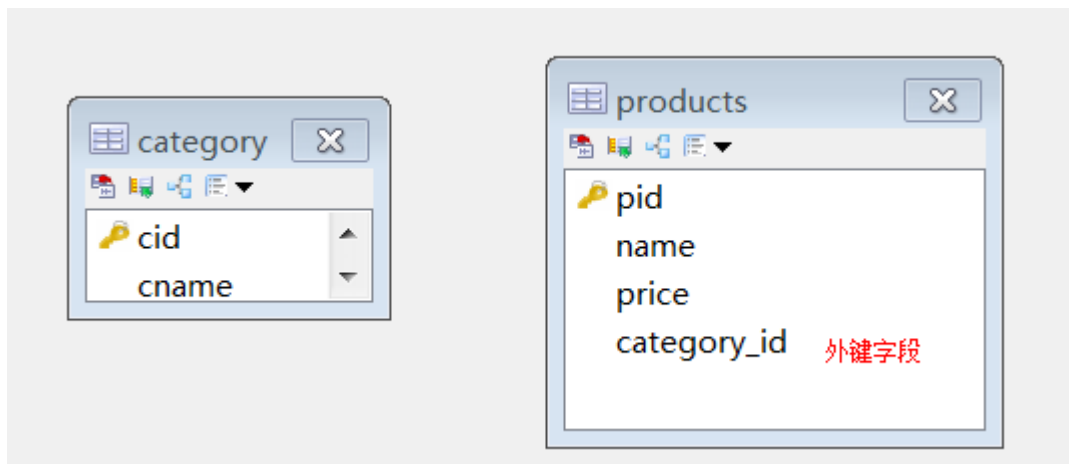 category
cid
cname
products
pid
name
price
category_id 外键字段